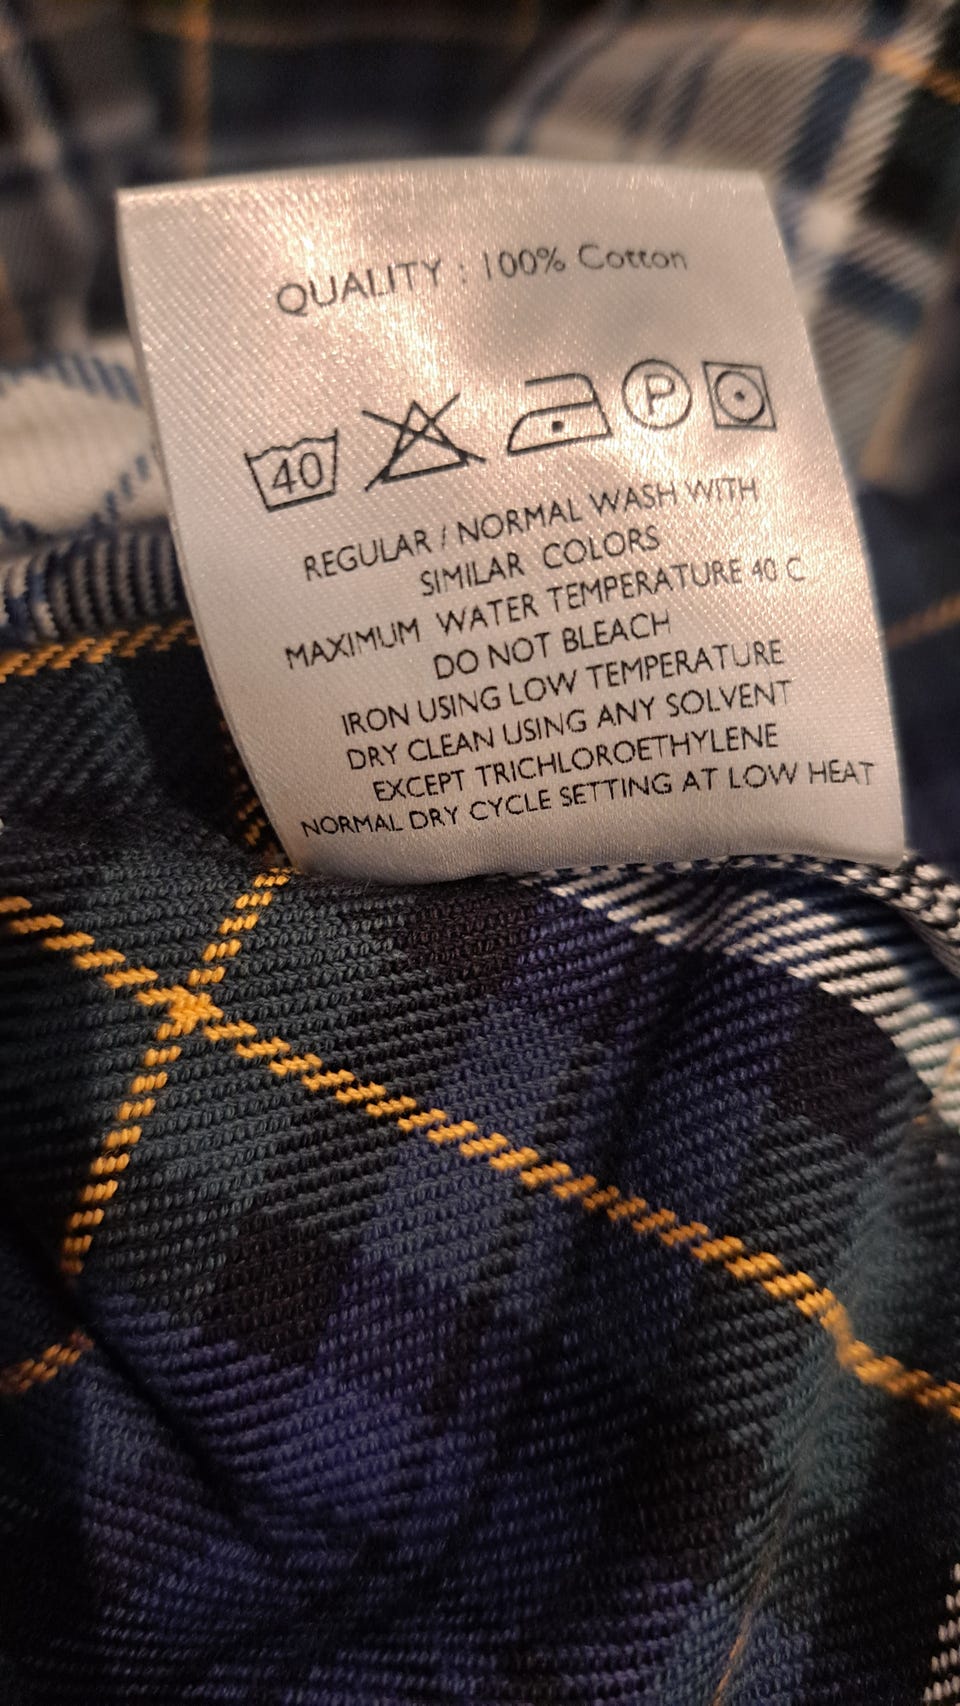 QUALITY : 100% Cotton
40 P
REGULAR / NORMAL WASH WITH
SIMILAR COLORS
MAXIMUM WATER TEMPERATURE 40 C
DO NOT BLEACH
IRON USING LOW TEMPERATURE
DRY CLEAN USING ANY SOLVENT
EXCEPT TRICHLOROETHYLENE
NORMAL DRY CYCLE SETTING AT LOW HEAT